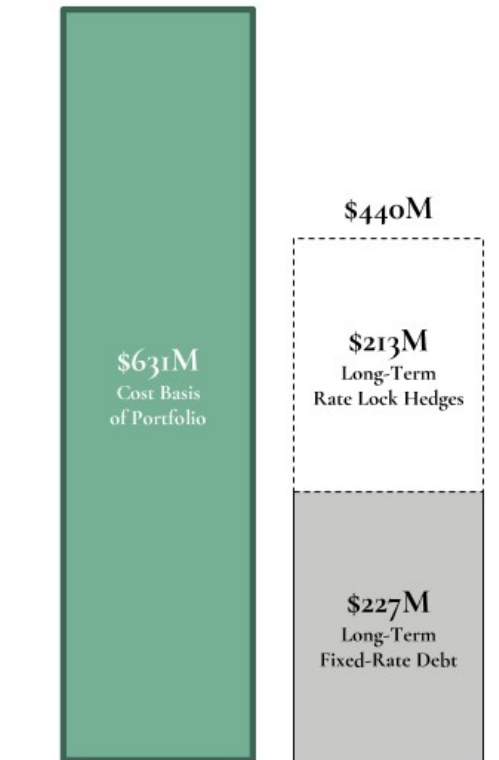 $631M
Cost Basis
of Portfolio
$440M
$213M
Long-Term
Rate Lock Hedges
$227M
Long-Term
Fixed-Rate Debt